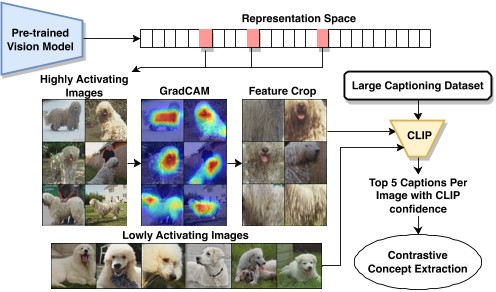 Pre-trained
Vision Model
Representation Space
Highly Activating
Images
GradCAM
Feature Crop
Large Captioning Dataset
CLIP
Top 5 Captions Per
Image with CLIP
confidence
Lowly Activating Images
Contrastive
Concept Extraction